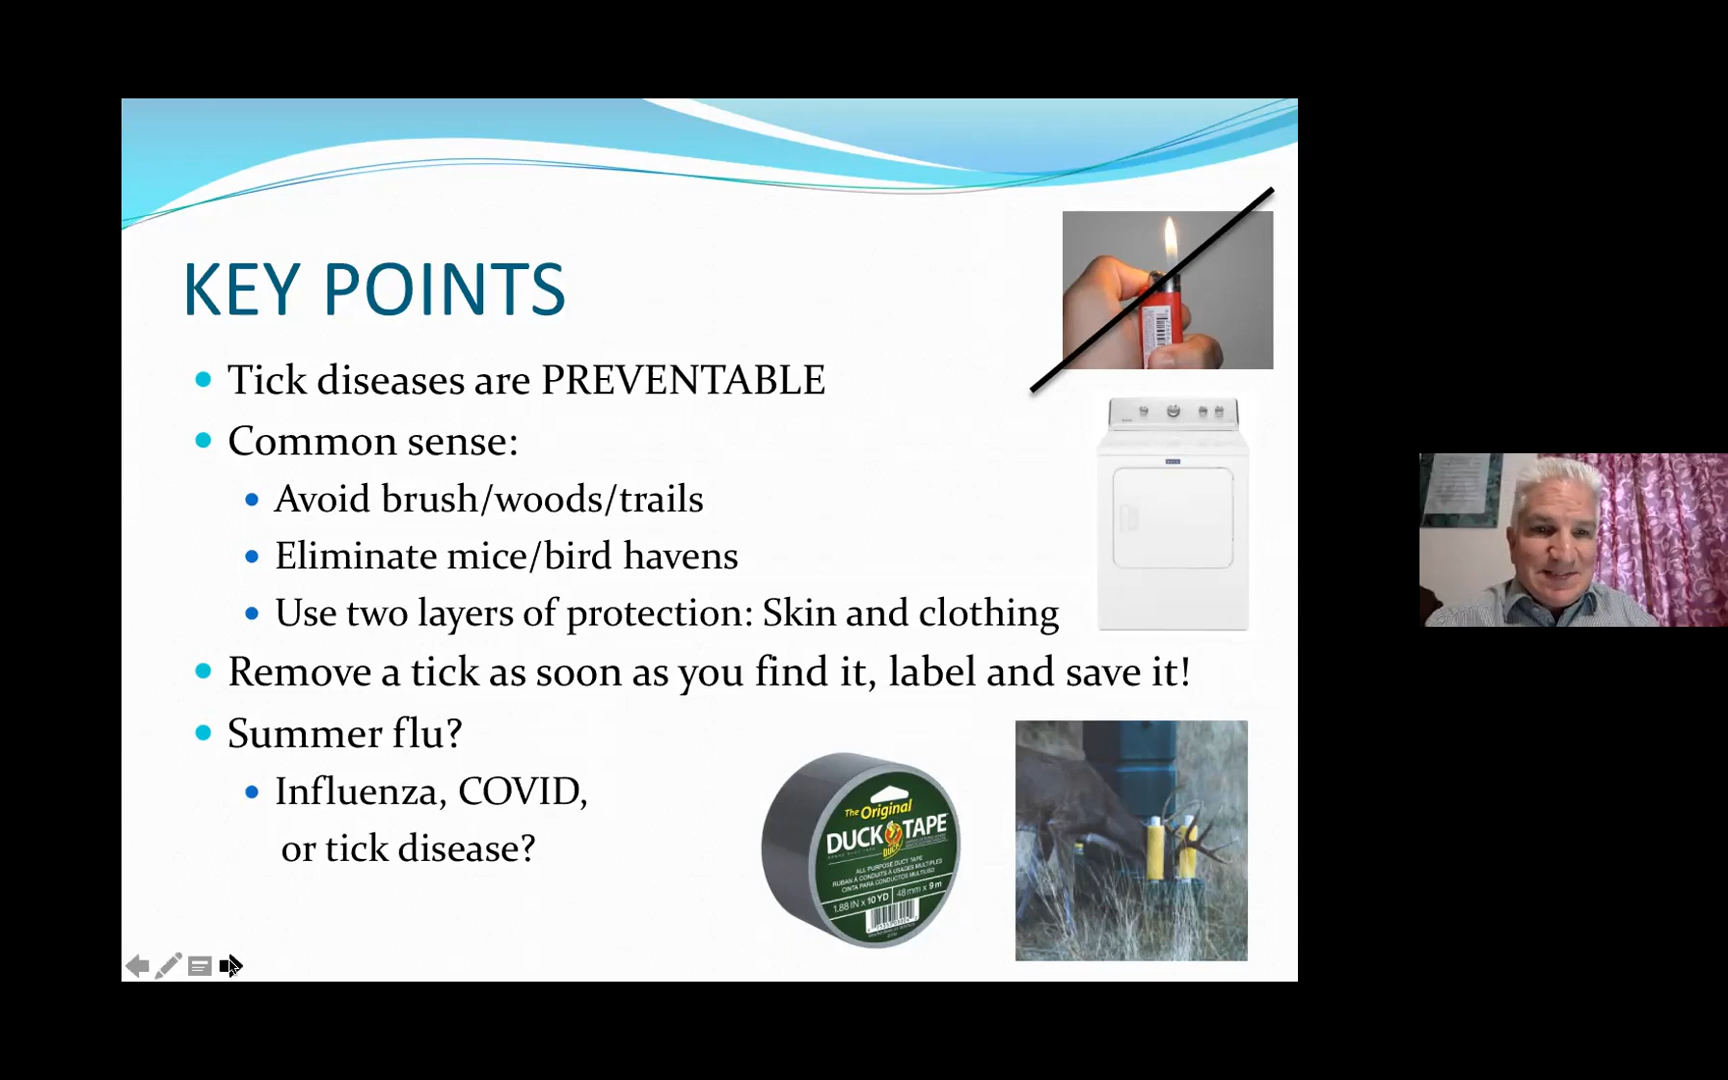 KEY POINTS
Tick diseases are PREVENTABLE
Common sense:
Avoid brush/woods/trails
Eliminate mice/bird havens
Use two layers of protection: Skin and clothing
Remove a tick as soon as you find it, label and save it!
Summer flu?
Influenza, COVID,
or tick disease?
The Original
DUCK TAPE
ALL PURPOSE DUCT TAPE
RUBAN À CONDUITS À USAGES MULTIPLES
CINTA PARA CONDUCTOS MULTIUSO
1.88 IN x 10 YD 48 mm x 9 m